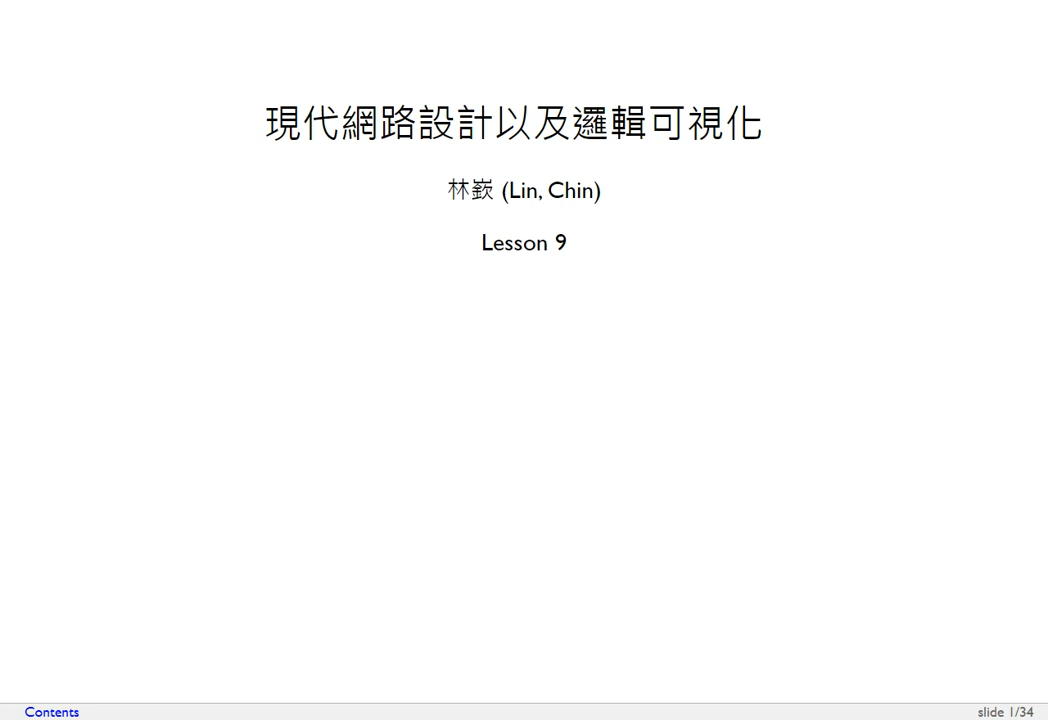 現代網路設計以及邏輯可視化
林嶔 (Lin, Chin)
Lesson 9
Contents
slide 1/34